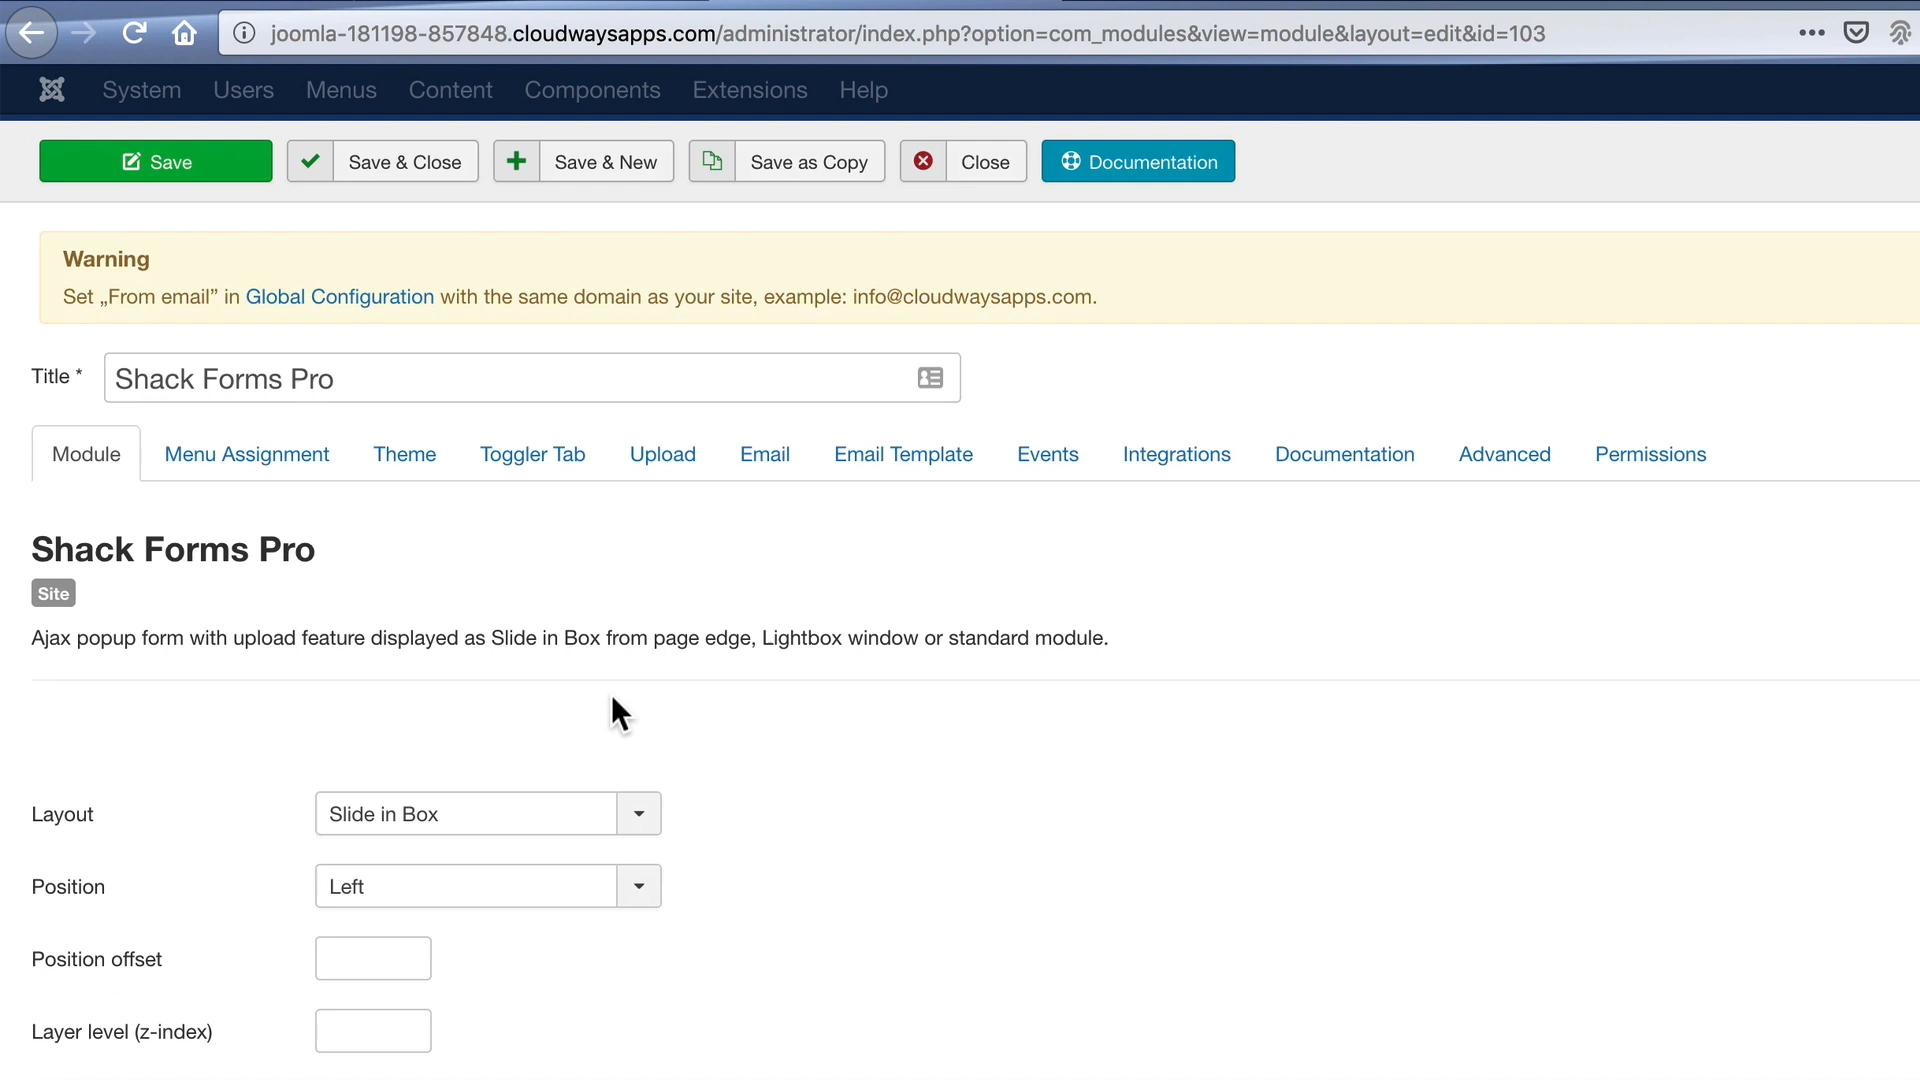 joomla-181198-857848.cloudwaysapps.com/administrator/index.php?option=com_modules&view=module&layout=edit&id=103
System Users Menus Content Components Extensions Help
Save Save & Close Save & New Save as Copy Close Documentation
Warning
Set „From email” in Global Configuration with the same domain as your site, example: info@cloudwaysapps.com.
Title * Shack Forms Pro
Module Menu Assignment Theme Toggler Tab Upload Email Email Template Events Integrations Documentation Advanced Permissions
Shack Forms Pro
Site
Ajax popup form with upload feature displayed as Slide in Box from page edge, Lightbox window or standard module.
Layout Slide in Box
Position Left
Position offset
Layer level (z-index)